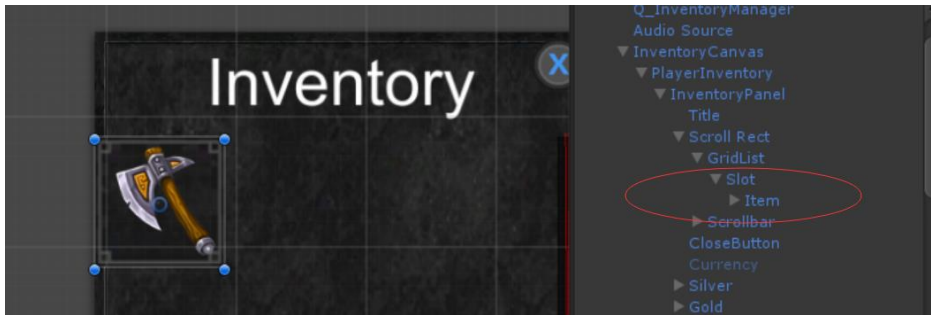 Inventory
X
Q_InventoryManager
Audio Source
InventoryCanvas
PlayerInventory
InventoryPanel
Title
Scroll Rect
GridList
Slot
Item
Scrollbar
CloseButton
Currency
Silver
Gold